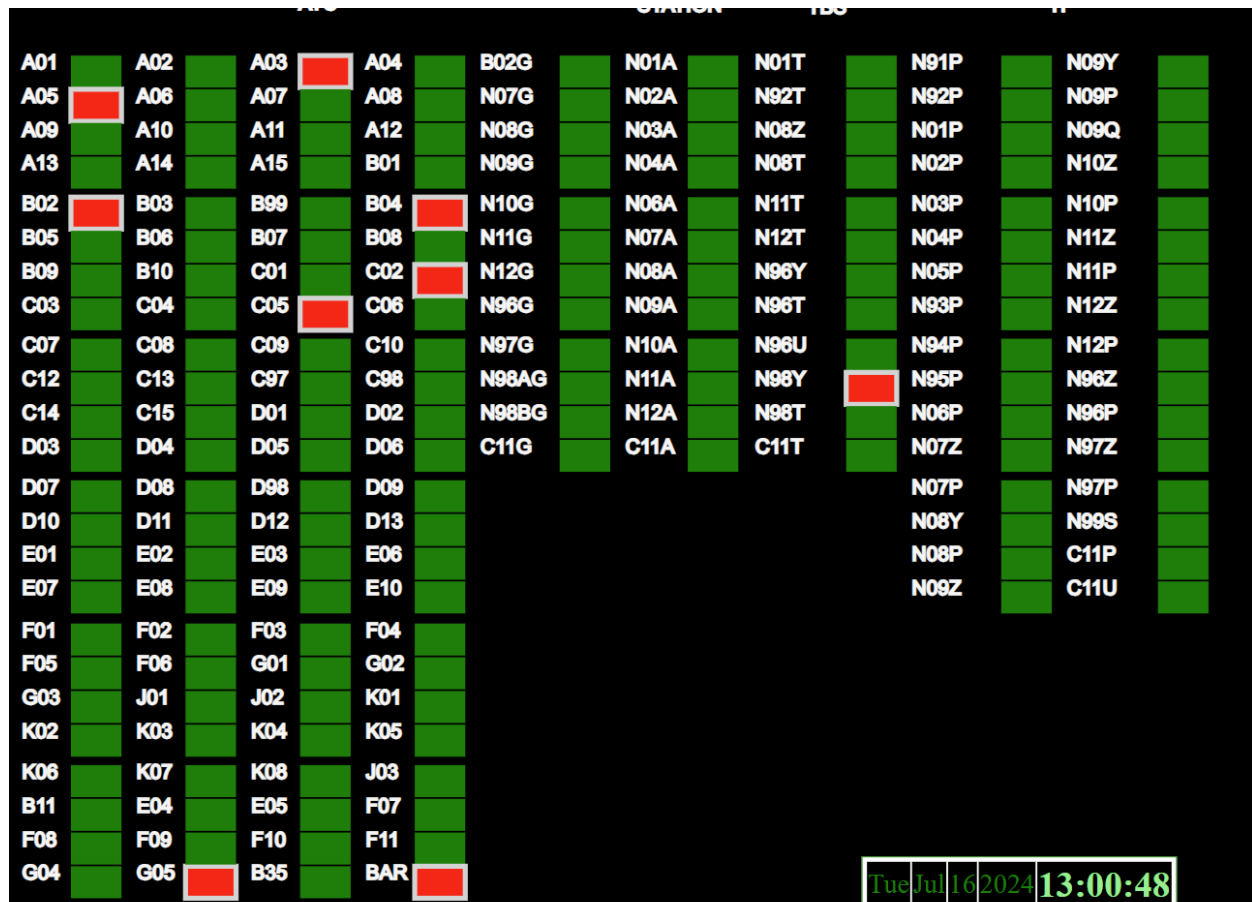 STATION TBS
A01 A02 A03 A04 B02G N01A N01T N91P N09Y
A05 A06 A07 A08 N07G N02A N92T N92P N09P
A09 A10 A11 A12 N08G N03A N08Z N01P N09Q
A13 A14 A15 B01 N09G N04A N08T N02P N10Z
B02 B03 B99 B04 N10G N06A N11T N03P N10P
B05 B06 B07 B08 N11G N07A N12T N04P N11Z
B09 B10 C01 C02 N12G N08A N96Y N05P N11P
C03 C04 C05 C06 N96G N09A N96T N93P N12Z
C07 C08 C09 C10 N97G N10A N96U N94P N12P
C12 C13 C97 C98 N98AG N11A N98Y N95P N96Z
C14 C15 D01 D02 N98BG N12A N98T N06P N96P
D03 D04 D05 D06 C11G C11A C11T N07Z N97Z
D07 D08 D98 D09 N07P N97P
D10 D11 D12 D13 N08Y N99S
E01 E02 E03 E06 N08P C11P
E07 E08 E09 E10 N09Z C11U
F01 F02 F03 F04
F05 F06 G01 G02
G03 J01 J02 K01
K02 K03 K04 K05
K06 K07 K08 J03
B11 E04 E05 F07
F08 F09 F10 F11
G04 G05 B35 BAR
Tue Jul 16 2024 13:00:48